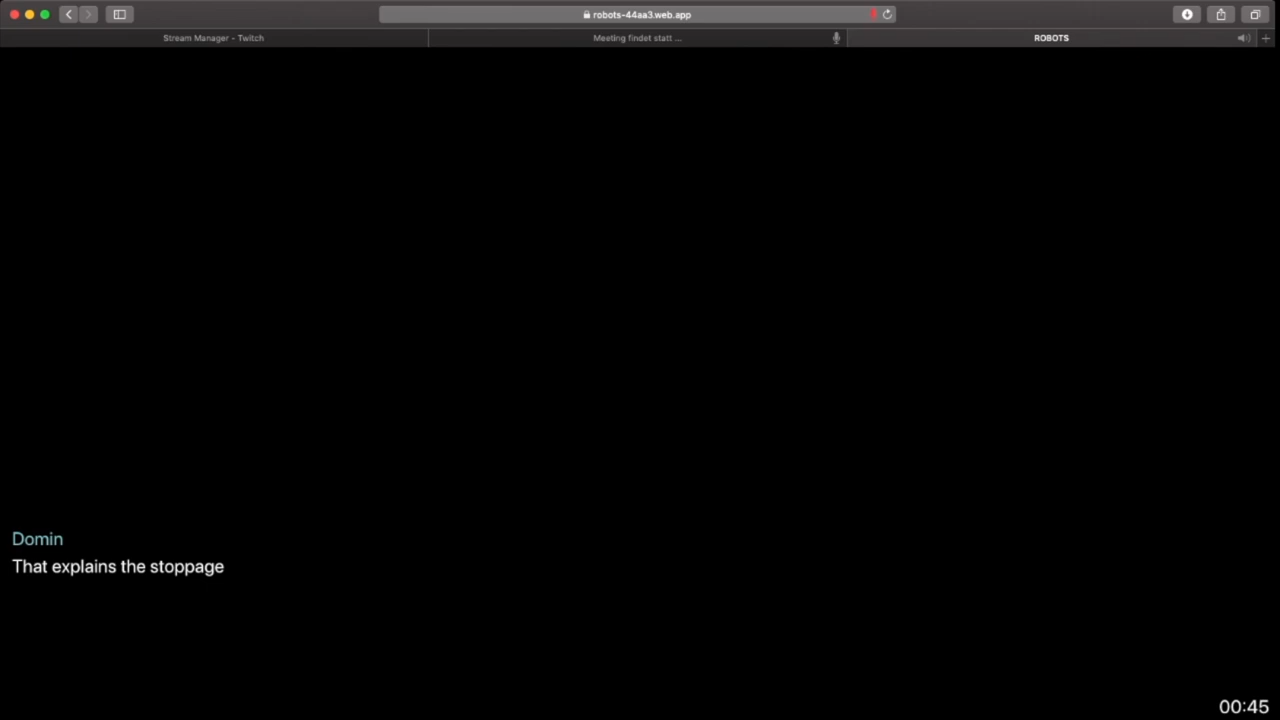 robots-44aa3.web.app
Stream Manager - Twitch
Meeting findet statt ...
ROBOTS
Domin
That explains the stoppage
00:45